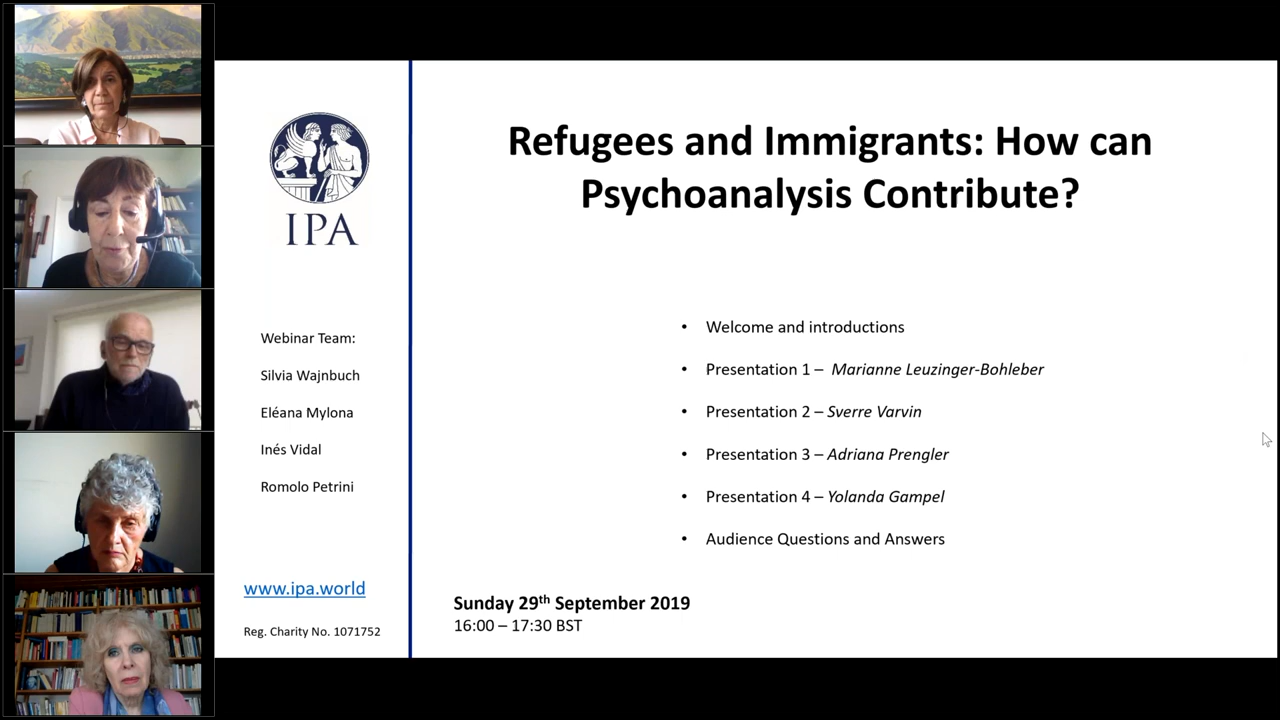 IPA
Webinar Team:
Silvia Wajnbuch
Eléana Mylona
Inés Vidal
Romolo Petrini
www.ipa.world
Reg. Charity No. 1071752
Refugees and Immigrants: How can
Psychoanalysis Contribute?
• Welcome and introductions
• Presentation 1 – Marianne Leuzinger-Bohleber
• Presentation 2 – Sverre Varvin
• Presentation 3 – Adriana Prengler
• Presentation 4 – Yolanda Gampel
• Audience Questions and Answers
Sunday 29th September 2019
16:00 – 17:30 BST